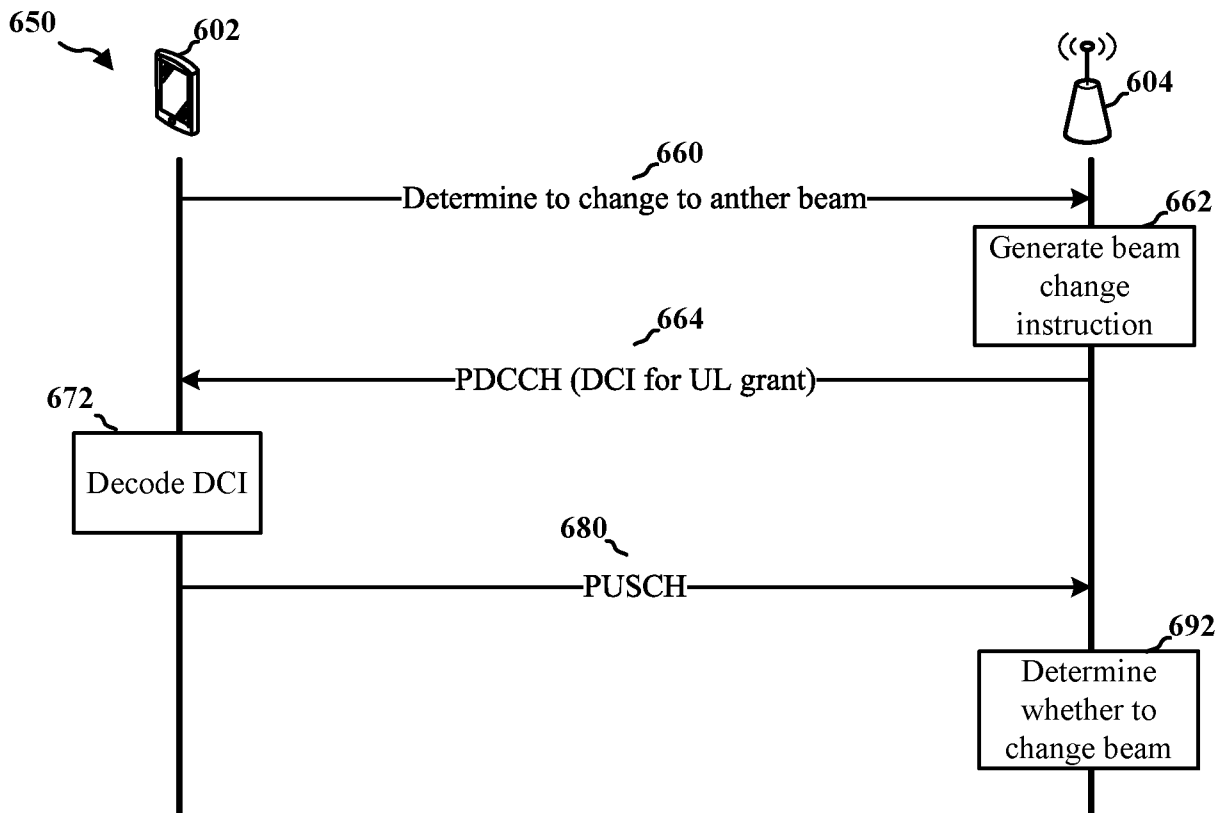 650
602
604
660
Determine to change to anther beam
662
Generate beam
change
instruction
664
PDCCH (DCI for UL grant)
672
Decode DCI
680
PUSCH
692
Determine
whether to
change beam